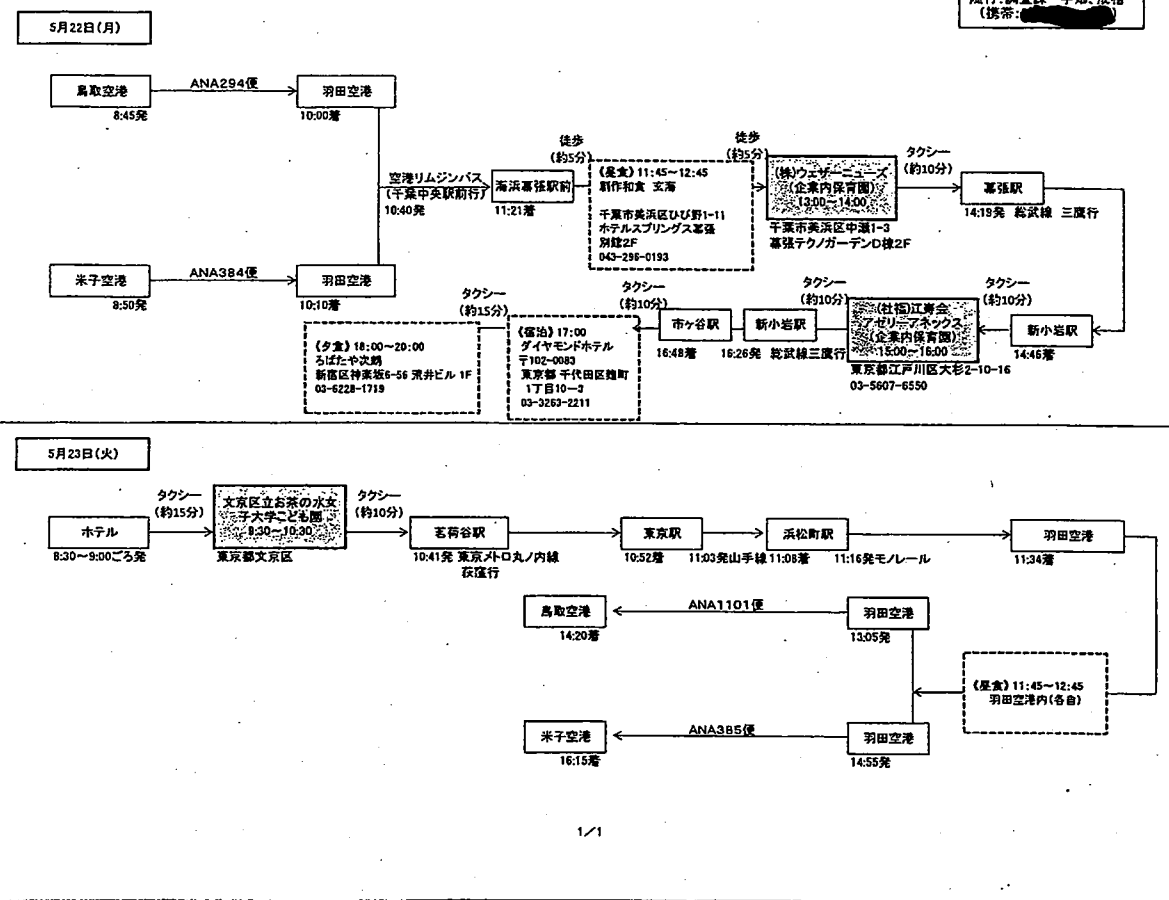 (携帯:
5月22日(月)
鳥取空港
8:45発
ANA294便
羽田空港
10:00着
米子空港
8:50発
ANA384便
羽田空港
10:10着
空港リムジンバス
(千葉中央駅前行)
10:40発
海浜幕張駅前
11:21着
徒歩
(約5分)
《昼食》11:45～12:45
創作和食 玄海
千葉市美浜区ひび野1-11
ホテルスプリングス幕張
別館2F
043-296-0193
徒歩
(約5分)
(株)ウェザーニューズ
(企業内保育園)
13:00～14:00
千葉市美浜区中瀬1-3
幕張テクノガーデンD棟2F
タクシー
(約10分)
幕張駅
14:19発 総武線 三鷹行
新小岩駅
14:46着
タクシー
(約10分)
(社福)江寿会
アゼリーアネックス
(企業内保育園)
15:00～16:00
東京都江戸川区大杉2-10-16
03-5607-6550
タクシー
(約10分)
新小岩駅
16:26発 総武線三鷹行
市ヶ谷駅
16:48着
タクシー
(約10分)
《宿泊》17:00
ダイヤモンドホテル
〒102-0083
東京都 千代田区麹町
1丁目10-3
03-3263-2211
タクシー
(約15分)
《夕食》18:00～20:00
ろばたや次鶴
新宿区神楽坂6-56 荒井ビル 1F
03-6228-1719
5月23日(火)
ホテル
8:30～9:00ごろ発
タクシー
(約15分)
文京区立お茶の水女
子大学こども園
9:30～10:30
東京都文京区
タクシー
(約10分)
茗荷谷駅
10:41発 東京メトロ丸ノ内線
荻窪行
東京駅
10:52着
11:03発山手線
浜松町駅
11:08着
11:16発モノレール
羽田空港
11:34着
《昼食》11:45～12:45
羽田空港内(各自)
羽田空港
13:05発
ANA1101便
鳥取空港
14:20着
羽田空港
14:55発
ANA385便
米子空港
16:15着
1/1